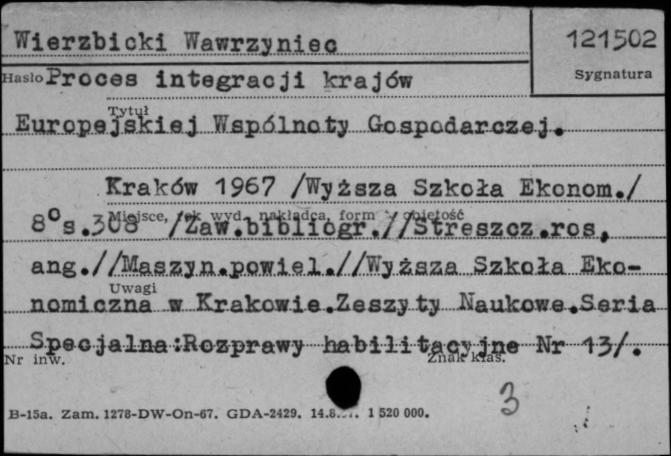 Wierzbicki Wawrzyniec
121502
Sygnatura
Hasło Proces integracji krajów
Tytuł
Europejskiej Wspólnoty Gospodarczej.
Kraków 1967 /Wyższa Szkoła Ekonom./
Miejsce, rok wyd., nakładca, form objętość
8° s.308 /Zaw.bibliogr.//Streszcz.ros,
ang.//Maszyn.powiel.//Wyższa Szkoła Eko-
Uwagi
nomiczna w Krakowie.Zeszyty Naukowe.Seria
Specjalna:Rozprawy habilitacyjne Nr 13/.
Nr inw.
Znak klas.
3
B-15a. Zam. 1278-DW-On-67. GDA-2429. 14.8. 1 520 000.